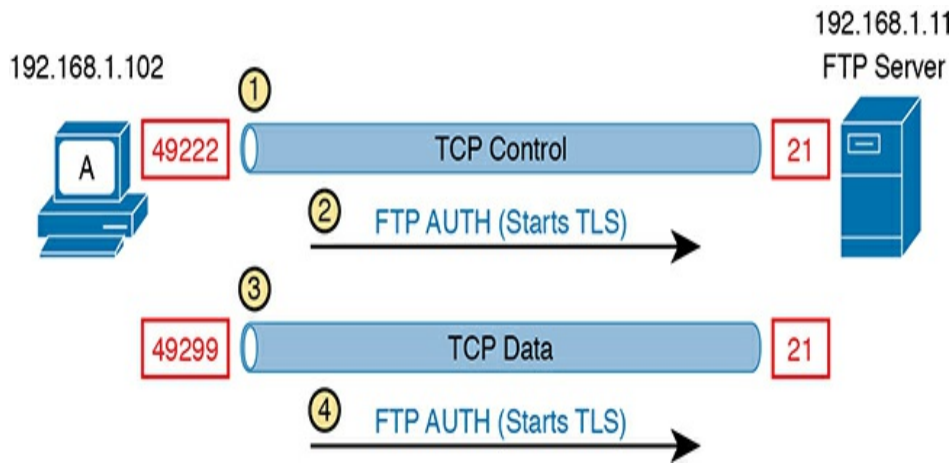 192.168.1.102
192.168.1.11
FTP Server
A
1
49222
TCP Control
21
2
FTP AUTH (Starts TLS)
3
49299
TCP Data
21
4
FTP AUTH (Starts TLS)